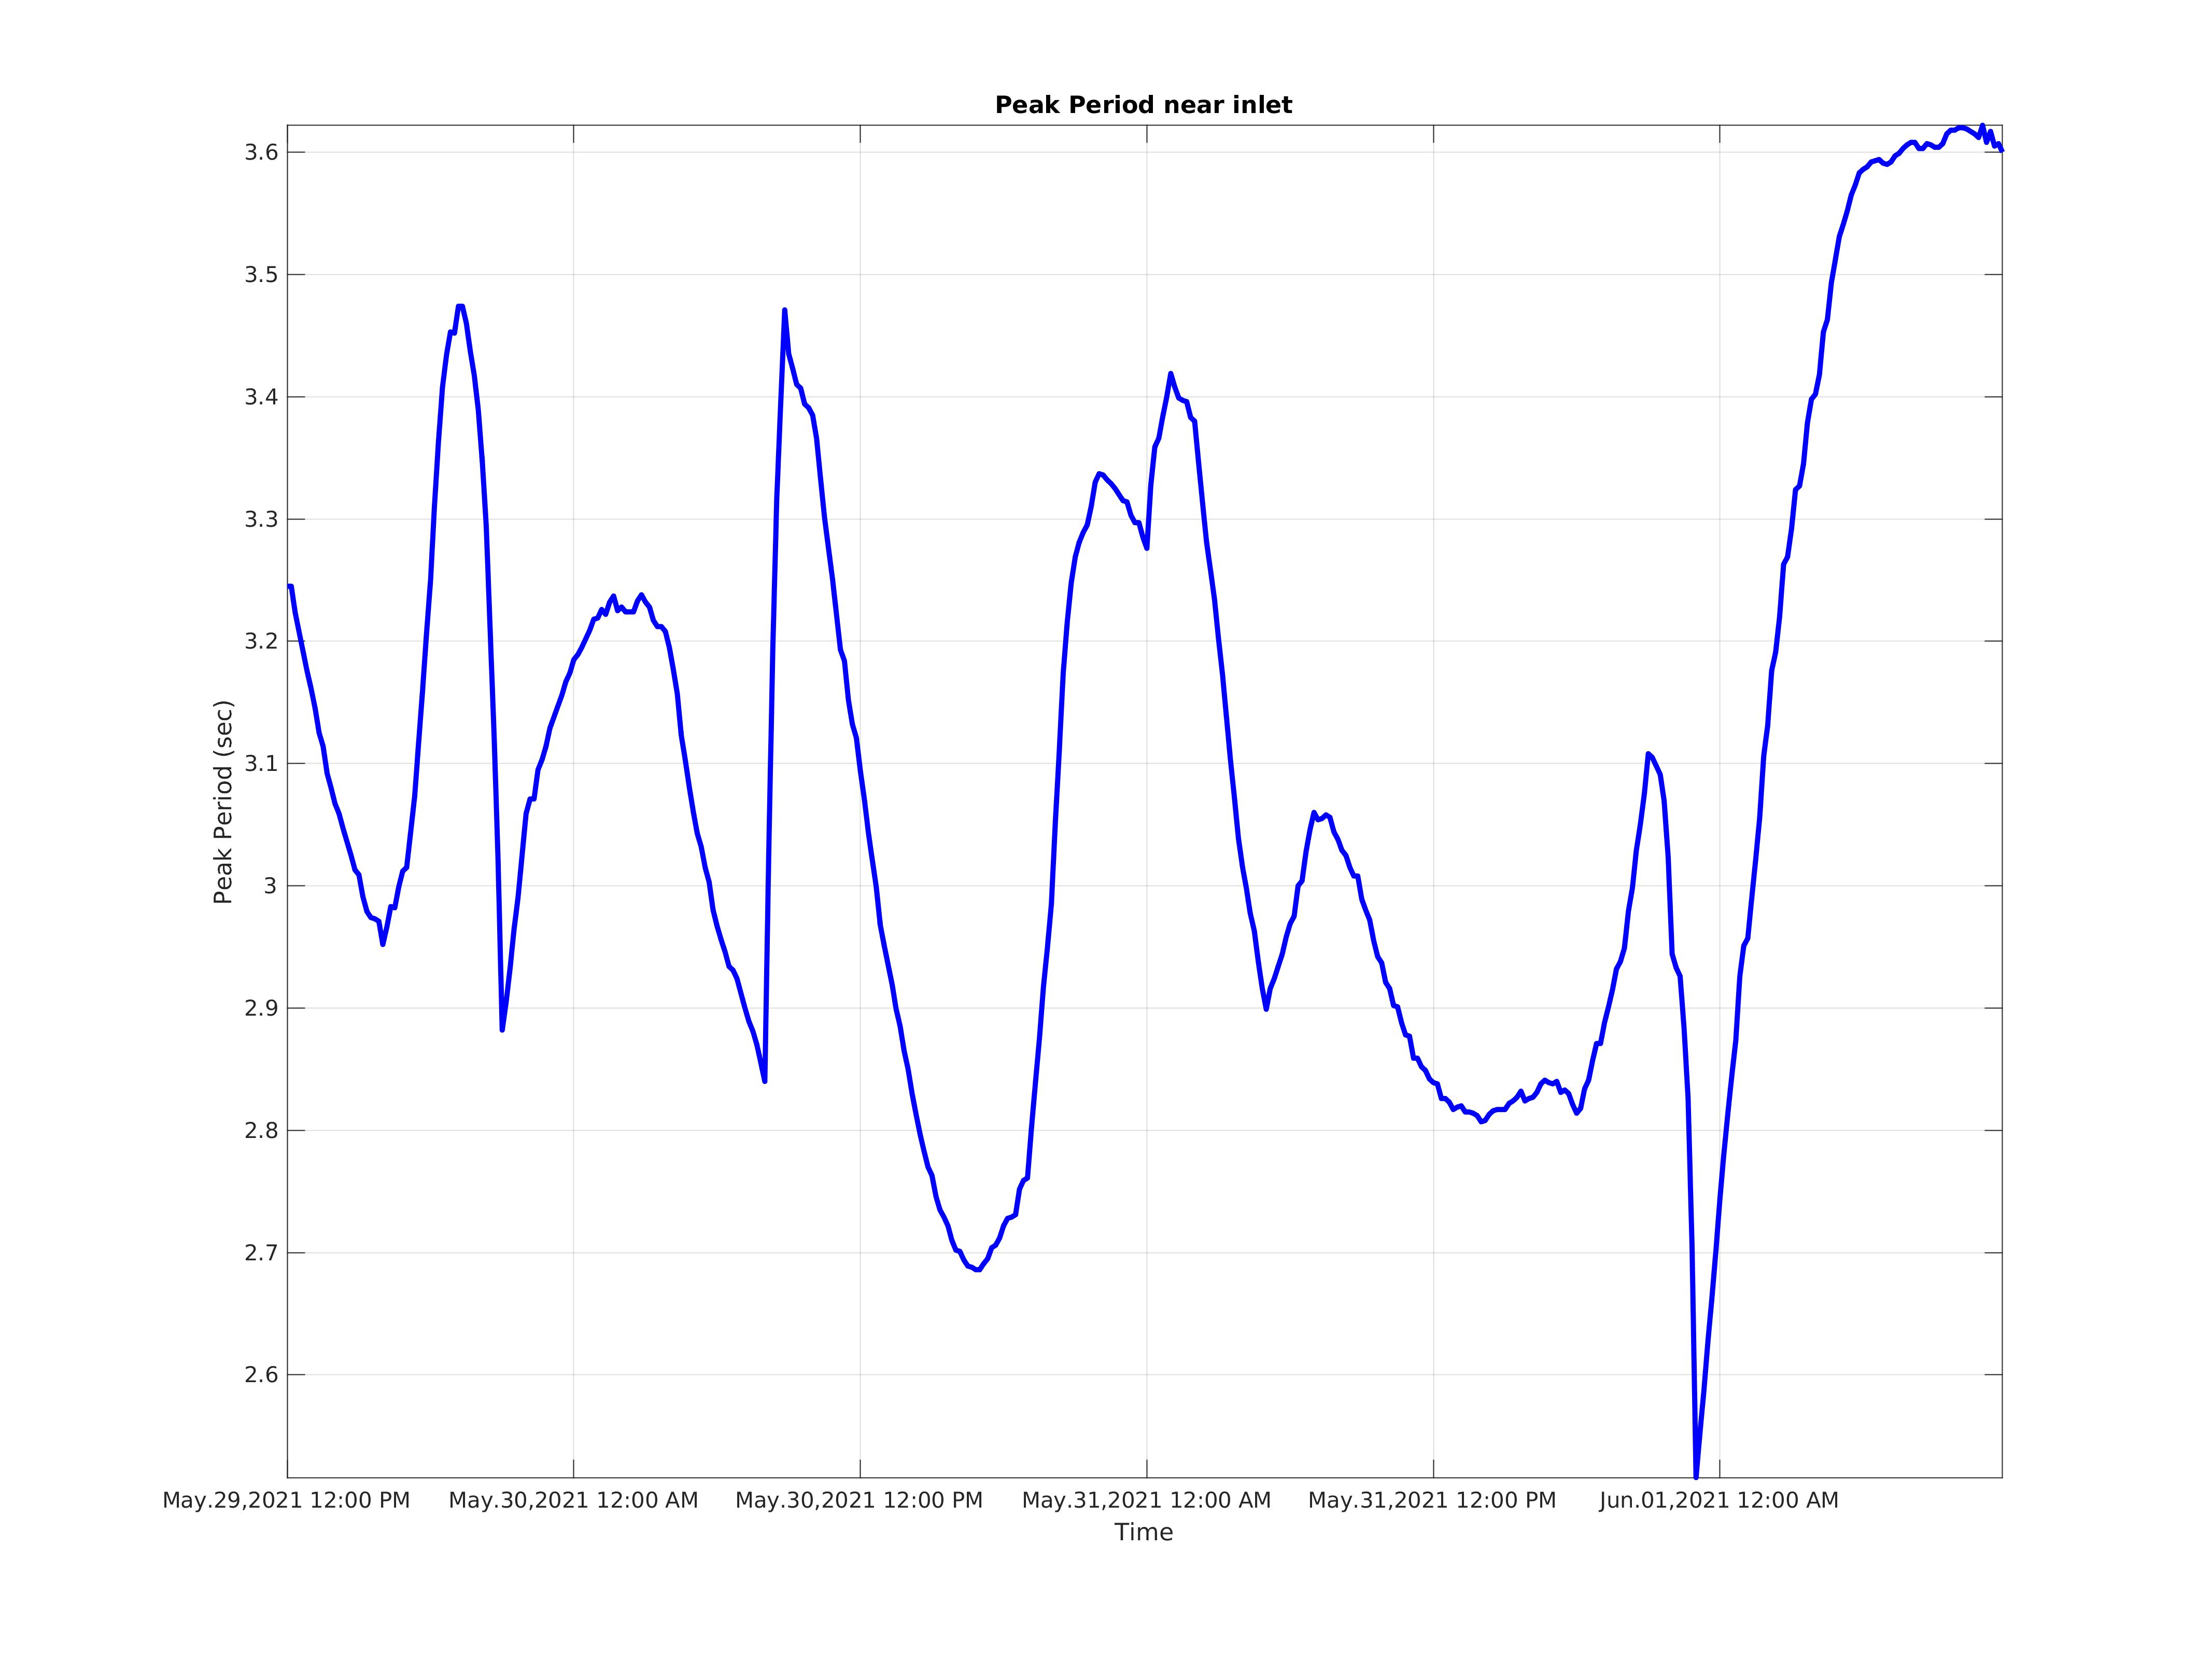 Peak Period near inlet
3.6
3.5
3.4
3.3
3.2
3.1
3
2.9
2.8
2.7
2.6
Peak Period (sec)
May.29,2021 12:00 PM May.30,2021 12:00 AM May.30,2021 12:00 PM May.31,2021 12:00 AM May.31,2021 12:00 PM Jun.01,2021 12:00 AM
Time